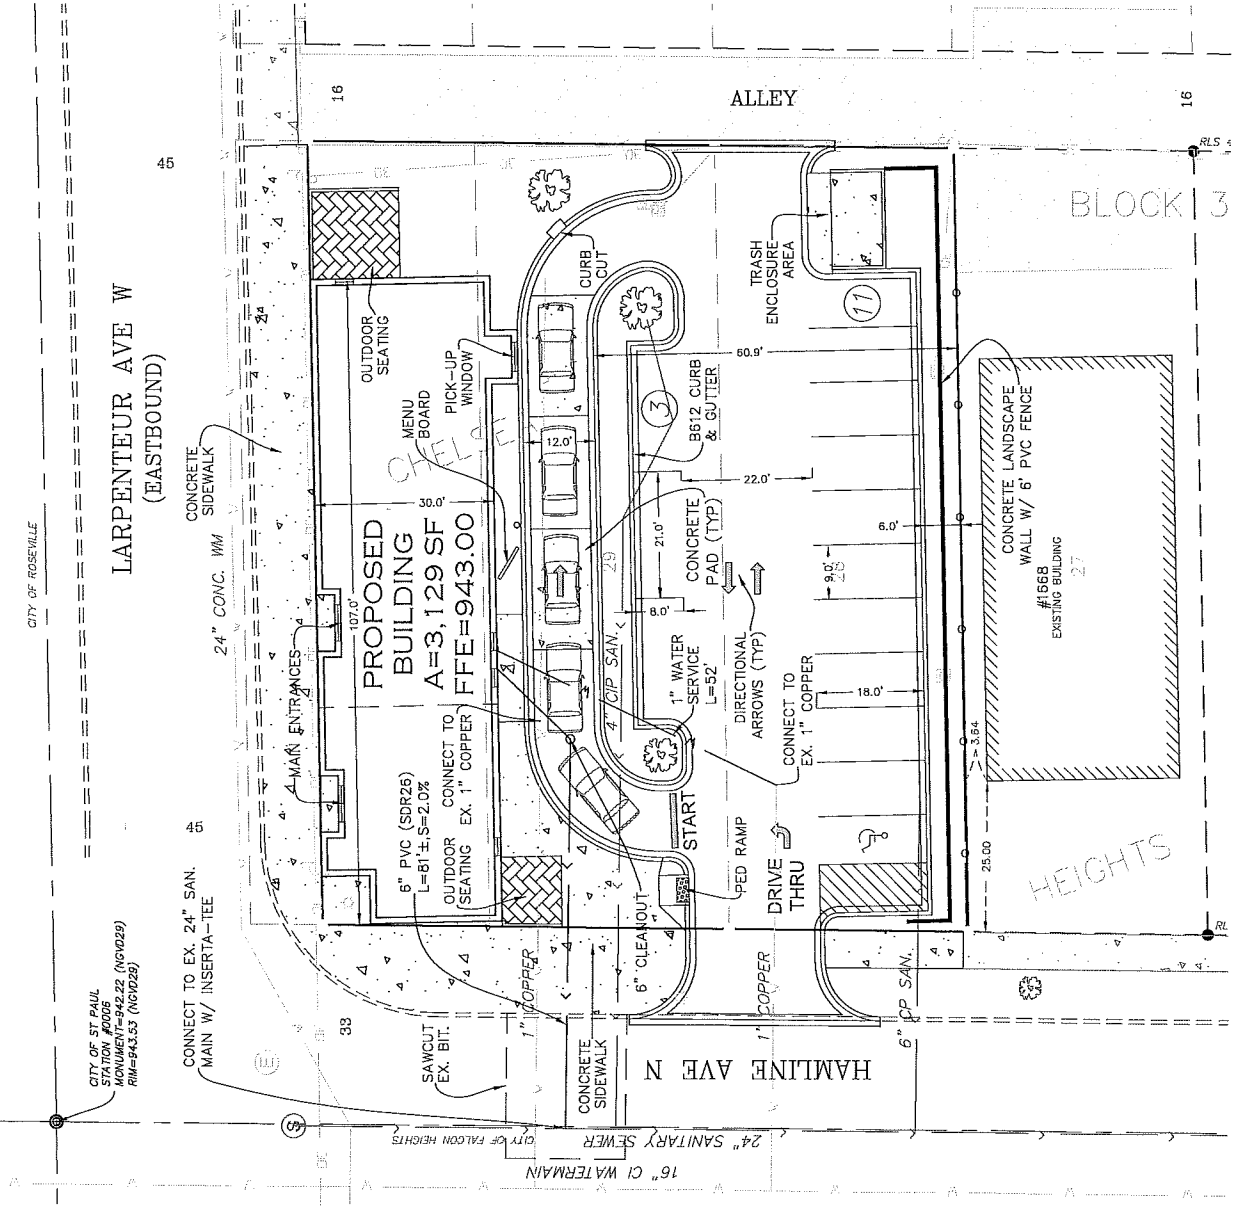 ALLEY
16
16
RLS
45
BLOCK 3
LARPENTEUR AVE W
(EASTBOUND)
CITY OF ROSEVILLE
CONCRETE
SIDEWALK
24" CONC. WM
OUTDOOR
SEATING
CURB
CUT
PICK-UP
WINDOW
MENU
BOARD
TRASH
ENCLOSURE
AREA
11
60.9'
3
B612 CURB
& GUTTER
CHELSE
12.0'
30.0'
107.0'
PROPOSED
BUILDING
A=3,129 SF
FFE=943.00
MAIN ENTRANCES
22.0'
21.0'
8.0'
CONCRETE
PAD (TYP)
29
6.0'
9.0'
28
18.0'
CONCRETE LANDSCAPE
WALL W/ 6' PVC FENCE
#1668
EXISTING BUILDING
27
3.64
25.00
HEIGHTS
RL
4" CIP SAN.
1" WATER
SERVICE
L=52'
DIRECTIONAL
ARROWS (TYP)
CONNECT TO
EX. 1" COPPER
CONNECT TO
EX. 1" COPPER
OUTDOOR
SEATING
6" PVC (SDR26)
L=81'±,S=2.0%
START
PED RAMP
DRIVE
THRU
6" CLEANOUT
1" COPPER
1" COPPER
6" CIP SAN.
45
33
E
CONNECT TO EX. 24" SAN.
MAIN W/ INSERTA-TEE
CITY OF ST PAUL
STATION #0006
MONUMENT=942.22 (NGVD29)
RIM=943.53 (NGVD29)
SAWCUT
EX. BIT.
CONCRETE
SIDEWALK
HAMLINE AVE N
S
CITY OF FALCON HEIGHTS
24" SANITARY SEWER
16" CI WATERMAIN